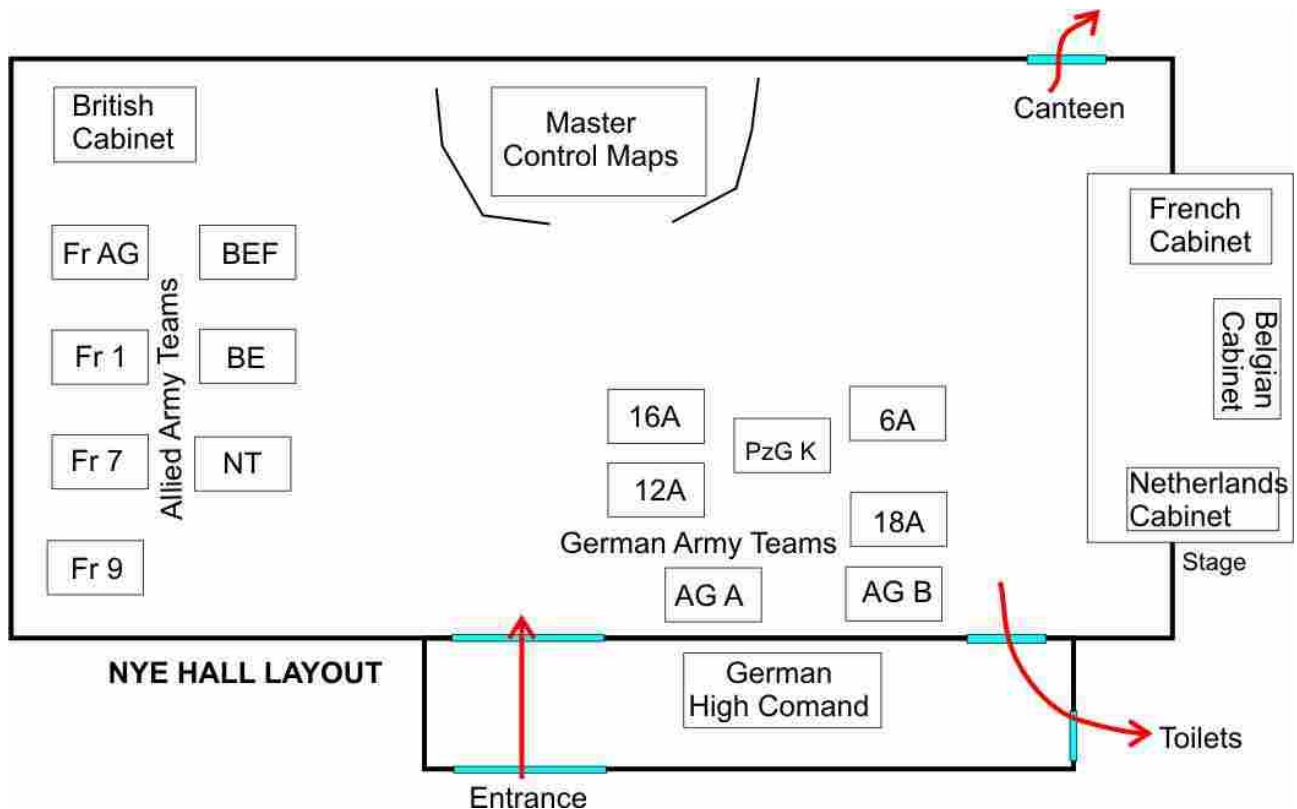 British
Cabinet
Master
Control Maps
Canteen
French
Cabinet
Belgian
Cabinet
Netherlands
Cabinet
Stage
Fr AG
BEF
Fr 1
BE
Fr 7
NT
Fr 9
Allied Army Teams
16A
PzG K
6A
12A
18A
German Army Teams
AG A
AG B
NYE HALL LAYOUT
German
High Comand
Toilets
Entrance